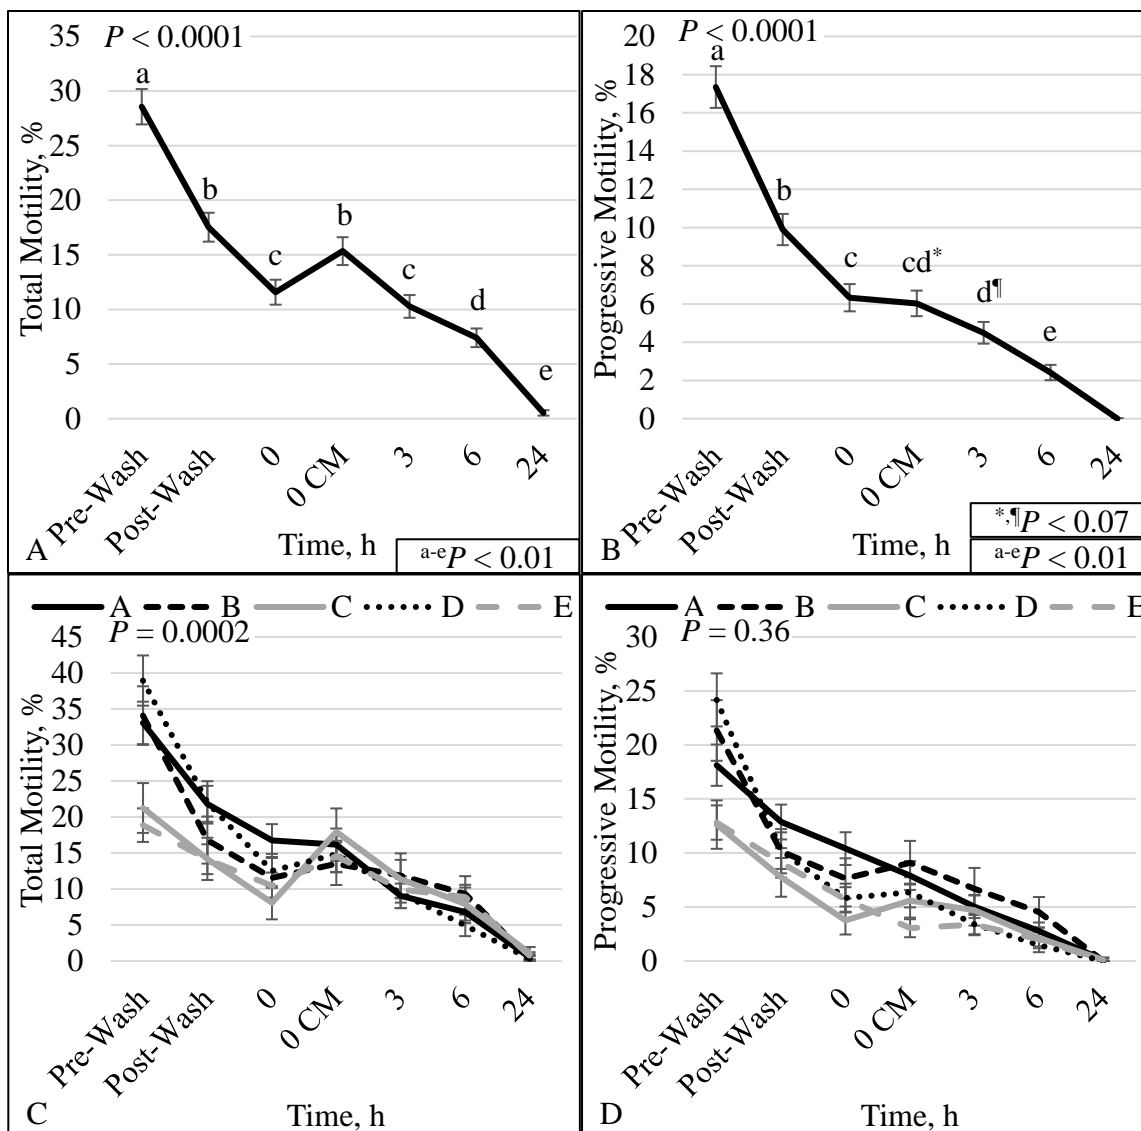 P < 0.0001
Total Motility, %
35
30
25
20
15
10
5
0
a
b
c
b
c
d
e
Pre-Wash
Post-Wash
0
0 CM
3
6
24
Time, h
A
a-eP < 0.01
P < 0.0001
Progressive Motility, %
20
18
16
14
12
10
8
6
4
2
0
a
b
c
cd*
d¶
e
Pre-Wash
Post-Wash
0
0 CM
3
6
24
Time, h
B
*,¶P < 0.07
a-eP < 0.01
A B C D E
P = 0.0002
Total Motility, %
45
40
35
30
25
20
15
10
5
0
Pre-Wash
Post-Wash
0
0 CM
3
6
24
Time, h
C
A B C D E
P = 0.36
Progressive Motility, %
30
25
20
15
10
5
0
Pre-Wash
Post-Wash
0
0 CM
3
6
24
Time, h
D